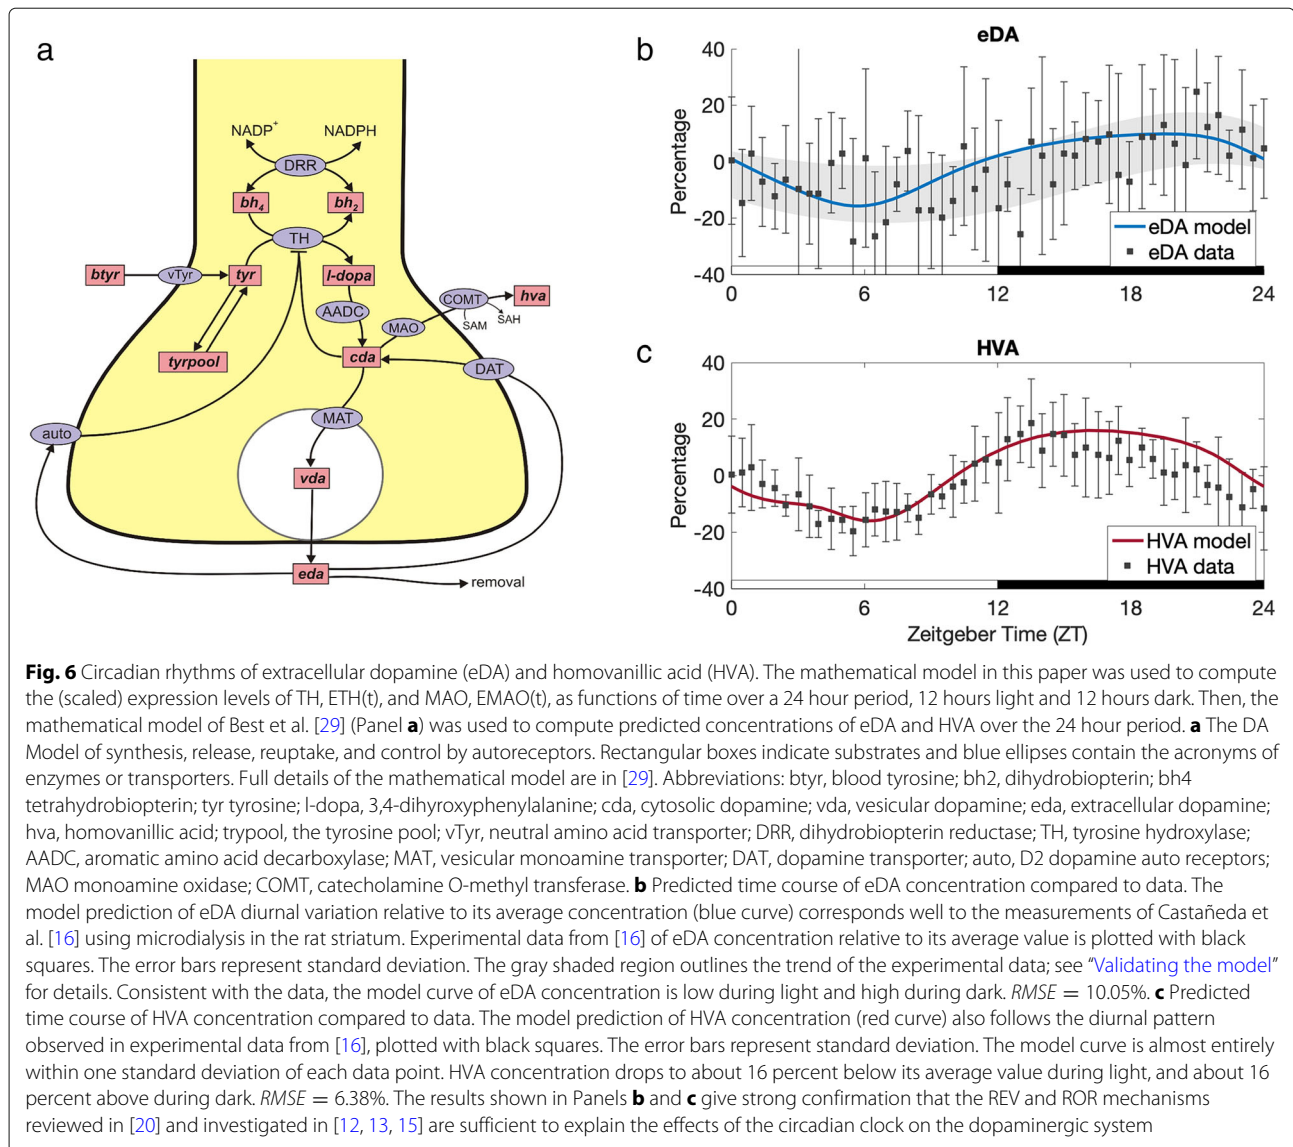 a
NADP+
NADPH
DRR
bh4
bh2
TH
btyr
vTyr
tyr
l-dopa
AADC
COMT
hva
SAM
SAH
MAO
tyrpool
cda
DAT
auto
MAT
vda
eda
removal
b
eDA
Percentage
40
20
0
-20
-40
eDA model
eDA data
0
6
12
18
24
c
HVA
Percentage
40
20
0
-20
-40
HVA model
HVA data
0
6
12
18
24
Zeitgeber Time (ZT)
Fig. 6 Circadian rhythms of extracellular dopamine (eDA) and homovanillic acid (HVA). The mathematical model in this paper was used to compute
the (scaled) expression levels of TH, ETH(t), and MAO, EMAO(t), as functions of time over a 24 hour period, 12 hours light and 12 hours dark. Then, the
mathematical model of Best et al. [29] (Panel a) was used to compute predicted concentrations of eDA and HVA over the 24 hour period. a The DA
Model of synthesis, release, reuptake, and control by autoreceptors. Rectangular boxes indicate substrates and blue ellipses contain the acronyms of
enzymes or transporters. Full details of the mathematical model are in [29]. Abbreviations: btyr, blood tyrosine; bh2, dihydrobiopterin; bh4
tetrahydrobiopterin; tyr tyrosine; l-dopa, 3,4-dihyroxyphenylalanine; cda, cytosolic dopamine; vda, vesicular dopamine; eda, extracellular dopamine;
hva, homovanillic acid; trypool, the tyrosine pool; vTyr, neutral amino acid transporter; DRR, dihydrobiopterin reductase; TH, tyrosine hydroxylase;
AADC, aromatic amino acid decarboxylase; MAT, vesicular monoamine transporter; DAT, dopamine transporter; auto, D2 dopamine auto receptors;
MAO monoamine oxidase; COMT, catecholamine O-methyl transferase. b Predicted time course of eDA concentration compared to data. The
model prediction of eDA diurnal variation relative to its average concentration (blue curve) corresponds well to the measurements of Castañeda et
al. [16] using microdialysis in the rat striatum. Experimental data from [16] of eDA concentration relative to its average value is plotted with black
squares. The error bars represent standard deviation. The gray shaded region outlines the trend of the experimental data; see “Validating the model”
for details. Consistent with the data, the model curve of eDA concentration is low during light and high during dark. RMSE = 10.05%. c Predicted
time course of HVA concentration compared to data. The model prediction of HVA concentration (red curve) also follows the diurnal pattern
observed in experimental data from [16], plotted with black squares. The error bars represent standard deviation. The model curve is almost entirely
within one standard deviation of each data point. HVA concentration drops to about 16 percent below its average value during light, and about 16
percent above during dark. RMSE = 6.38%. The results shown in Panels b and c give strong confirmation that the REV and ROR mechanisms
reviewed in [20] and investigated in [12, 13, 15] are sufficient to explain the effects of the circadian clock on the dopaminergic system